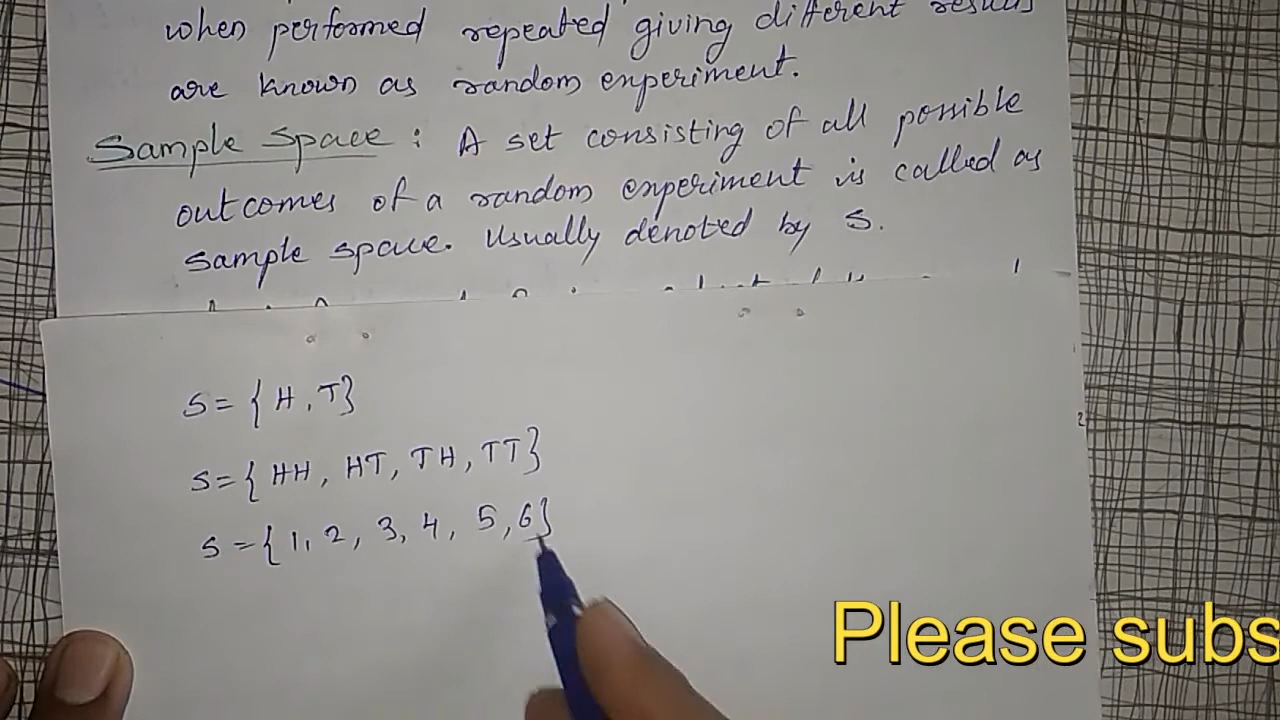 when performed repeated giving different results
are known as random experiment.
Sample Space : A set consisting of all possible
outcomes of a random experiment is called as
sample space. Usually denoted by S.
S = { H, T}
S = { HH, HT, TH, TT}
S = { 1, 2, 3, 4, 5, 6}
2
Please subs